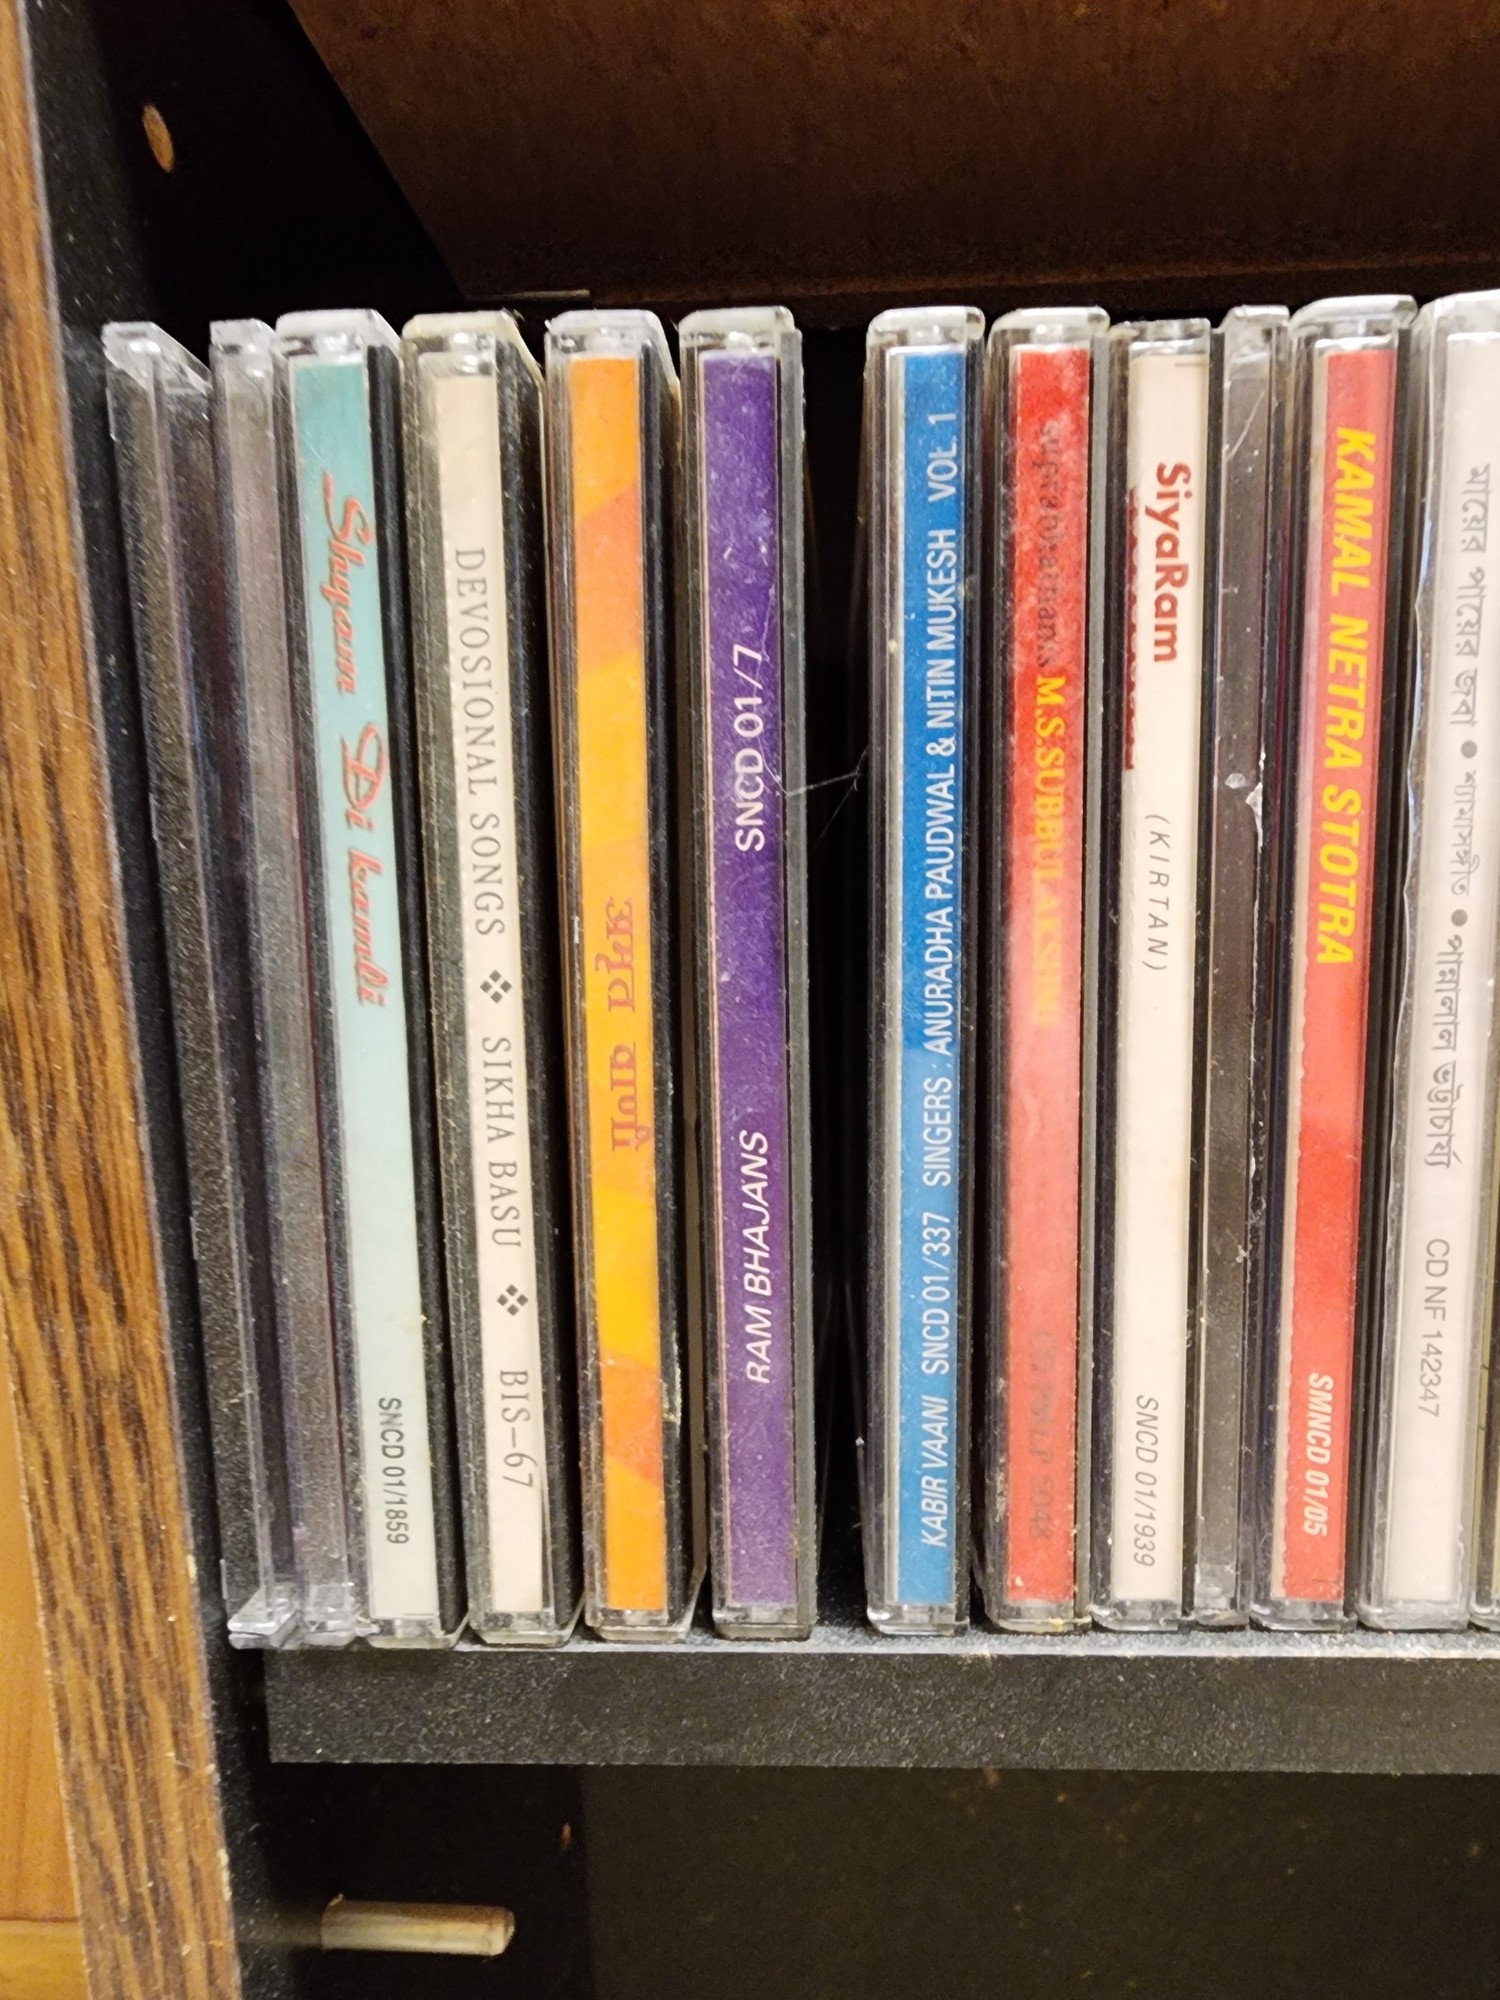 Shyam Di kamli
SNCD 01/1859
DEVOSIONAL SONGS ❖ SIKHA BASU ❖ BIS-67
RAM BHAJANS
SNCD 01/7
KABIR VAANI SNCD 01/337 SINGERS : ANURADHA PAUDWAL & NITIN MUKESH VOL. 1
M.S.SUBBULAKSHMI
SiyaRam
(KIRTAN)
SNCD 01/1939
KAMAL NETRA STOTRA
SMNCD 01/05
মায়ের পায়ের জবা ● শ্যামাসঙ্গীত ● পান্নালাল ভট্টাচার্য্য CD NF 142347